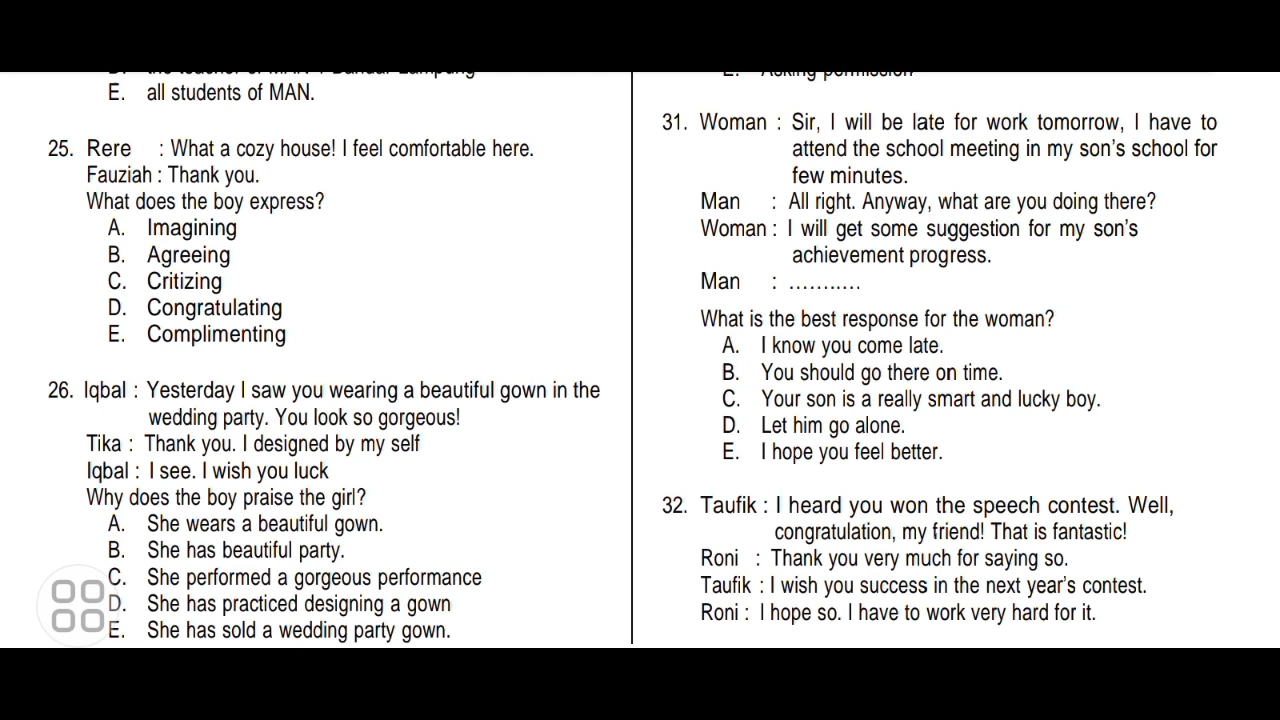 E. all students of MAN.
25. Rere : What a cozy house! I feel comfortable here.
Fauziah : Thank you.
What does the boy express?
A. Imagining
B. Agreeing
C. Critizing
D. Congratulating
E. Complimenting
26. Iqbal : Yesterday I saw you wearing a beautiful gown in the
wedding party. You look so gorgeous!
Tika : Thank you. I designed by my self
Iqbal : I see. I wish you luck
Why does the boy praise the girl?
A. She wears a beautiful gown.
B. She has beautiful party.
C. She performed a gorgeous performance
D. She has practiced designing a gown
E. She has sold a wedding party gown.
E. Asking permission
31. Woman : Sir, I will be late for work tomorrow, I have to
attend the school meeting in my son's school for
few minutes.
Man : All right. Anyway, what are you doing there?
Woman : I will get some suggestion for my son's
achievement progress.
Man : ...........
What is the best response for the woman?
A. I know you come late.
B. You should go there on time.
C. Your son is a really smart and lucky boy.
D. Let him go alone.
E. I hope you feel better.
32. Taufik : I heard you won the speech contest. Well,
congratulation, my friend! That is fantastic!
Roni : Thank you very much for saying so.
Taufik : I wish you success in the next year's contest.
Roni : I hope so. I have to work very hard for it.